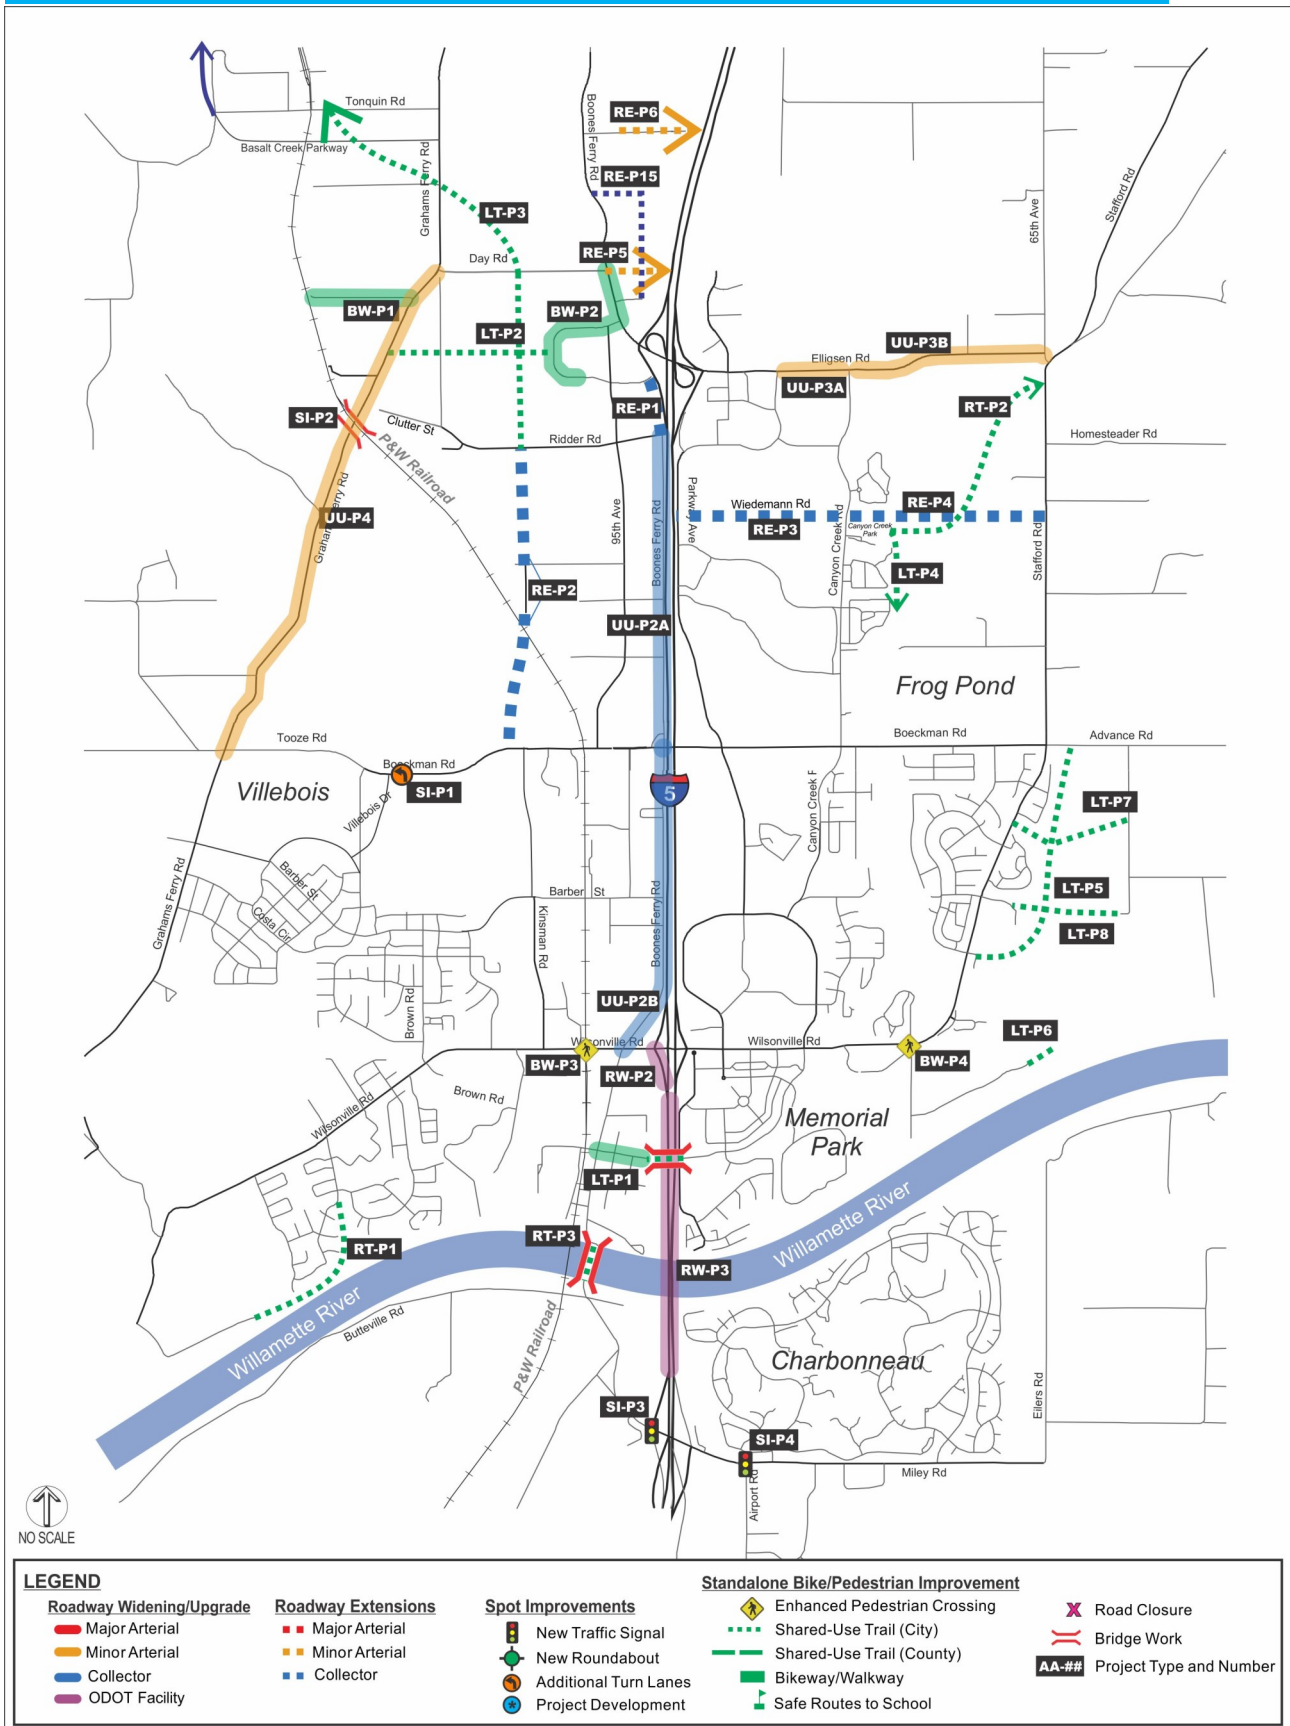 Tonquin Rd
Basalt Creek Parkway
Grahams Ferry Rd
Boones Ferry Rd
RE-P6
RE-P15
LT-P3
Day Rd
RE-P5
65th Ave
Stafford Rd
BW-P1
BW-P2
LT-P2
UU-P3B
Elligsen Rd
UU-P3A
SI-P2
Clutter St
RE-P1
RT-P2
P&W Railroad
Ridder Rd
Homesteader Rd
UU-P4
95th Ave
Boones Ferry Rd
Parkway Ave
Wiedemann Rd
RE-P3
RE-P4
Canyon Creek Rd
Canyon Creek
Park
Stafford Rd
LT-P4
RE-P2
UU-P2A
Frog Pond
Tooze Rd
Boeckman Rd
Boeckman Rd
Advance Rd
Villebois
SI-P1
Villebois Dr
5
Canyon Creek R
LT-P7
Grahams Ferry Rd
Barber St
Costa Cir
Barber St
Kinsman Rd
Boones Ferry Rd
LT-P5
LT-P8
Brown Rd
UU-P2B
Wilsonville Rd
Wilsonville Rd
LT-P6
BW-P3
RW-P2
BW-P4
Brown Rd
Wilsonville Rd
Memorial
Park
LT-P1
RT-P1
RT-P3
RW-P3
Willamette River
Willamette River
Butteville Rd
P&W Railroad
Charbonneau
Eilers Rd
SI-P3
SI-P4
Miley Rd
Airport Rd
NO SCALE
LEGEND
Roadway Widening/Upgrade
Major Arterial
Minor Arterial
Collector
ODOT Facility
Roadway Extensions
Major Arterial
Minor Arterial
Collector
Spot Improvements
New Traffic Signal
New Roundabout
Additional Turn Lanes
Project Development
Standalone Bike/Pedestrian Improvement
Enhanced Pedestrian Crossing
Shared-Use Trail (City)
Shared-Use Trail (County)
Bikeway/Walkway
Safe Routes to School
Road Closure
Bridge Work
AA-## Project Type and Number